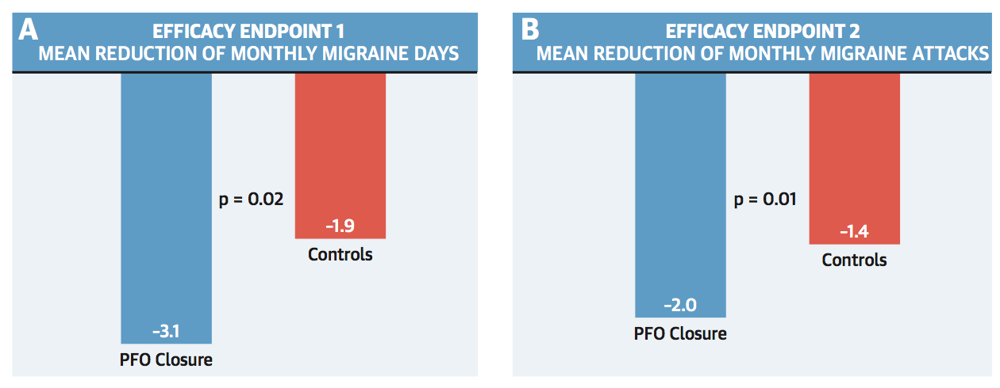 A
EFFICACY ENDPOINT 1
MEAN REDUCTION OF MONTHLY MIGRAINE DAYS
p = 0.02
–1.9
Controls
–3.1
PFO Closure
B
EFFICACY ENDPOINT 2
MEAN REDUCTION OF MONTHLY MIGRAINE ATTACKS
p = 0.01
–1.4
Controls
–2.0
PFO Closure